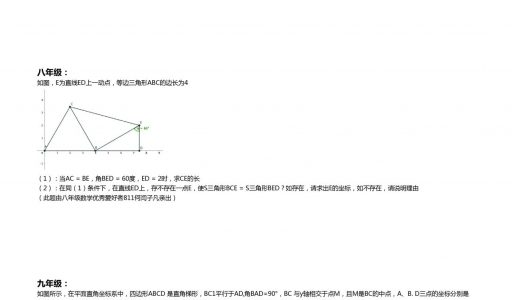 八年级：
如图，E为直线ED上一动点，等边三角形ABC的边长为4
（1）：当AC = BE，角BED = 60度，ED = 2时，求CE的长
（2）：在同（1）条件下，在直线ED上，存不存在一点E，使S三角形BCE = S三角形BED？如存在，请求出E的坐标，如不存在，请说明理由
（此题由八年级数学优秀爱好者811何闫子凡亲出）
九年级：
如图所示，在平面直角坐标系中，四边形ABCD 是直角梯形，BC1平行于AD,角BAD=90°，BC 与y轴相交于点M，且M是BC的中点，A、B. D三点的坐标分别是